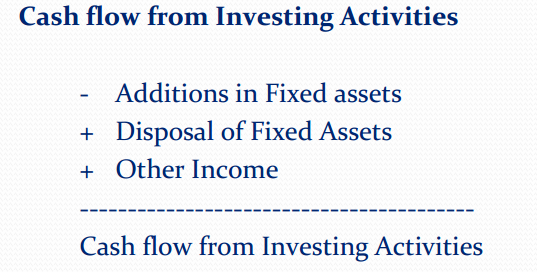 Cash flow from Investing Activities
- Additions in Fixed assets
+ Disposal of Fixed Assets
+ Other Income
-----------------------------------------
Cash flow from Investing Activities